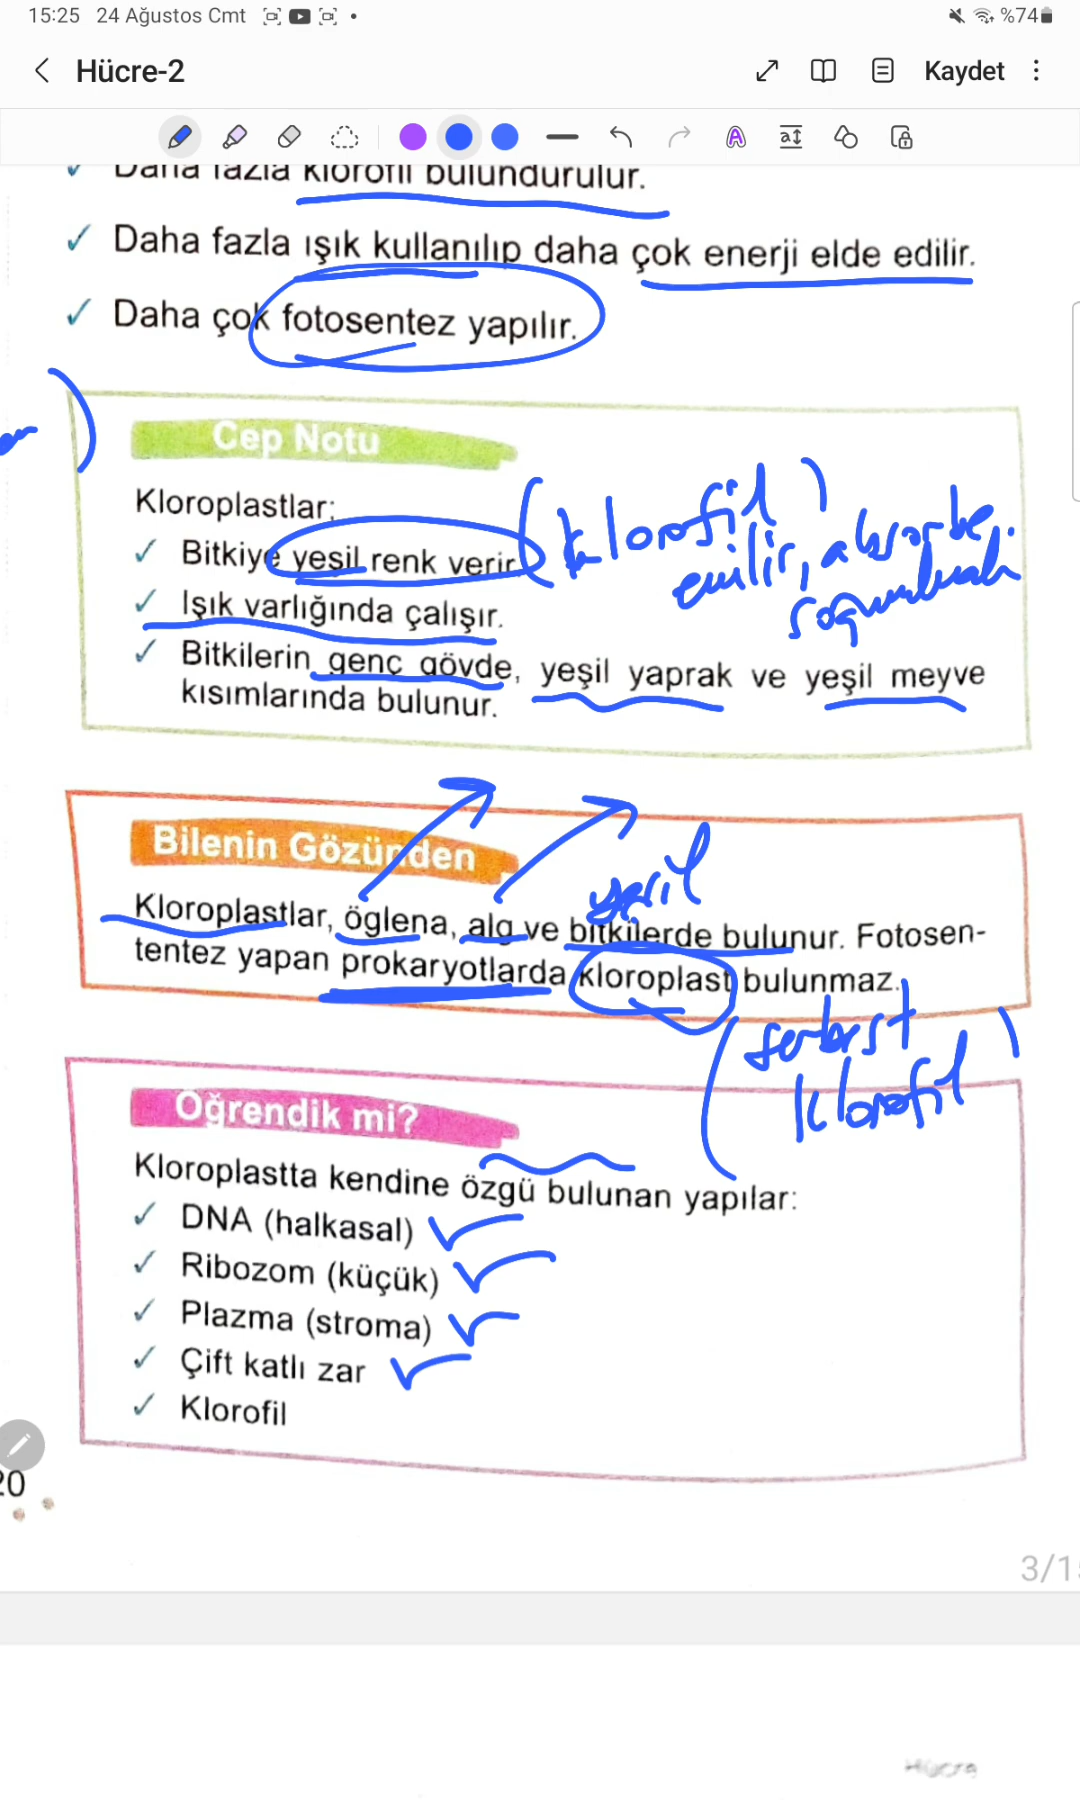 15:25 24 Ağustos Cmt
%74
Hücre-2
Kaydet
Daha fazla klorofil bulundurulur.
✓ Daha fazla ışık kullanılıp daha çok enerji elde edilir.
✓ Daha çok fotosentez yapılır.
Cep Notu
Kloroplastlar;
(klorofil)
✓ Bitkiye yeşil renk verir.
emilir, absorbe
✓ Işık varlığında çalışır.
✓ Bitkilerin genç gövde, yeşil yaprak ve yeşil meyve
kısımlarında bulunur.
Bilenin Gözünden
yeşil
Kloroplastlar, öglena, alg ve bitkilerde bulunur. Fotosen-
tentez yapan prokaryotlarda kloroplast bulunmaz.
(serbest
klorofil)
Öğrendik mi?
Kloroplastta kendine özgü bulunan yapılar:
✓ DNA (halkasal)
✓ Ribozom (küçük)
✓ Plazma (stroma)
✓ Çift katlı zar
✓ Klorofil
20
3/15
Hücre